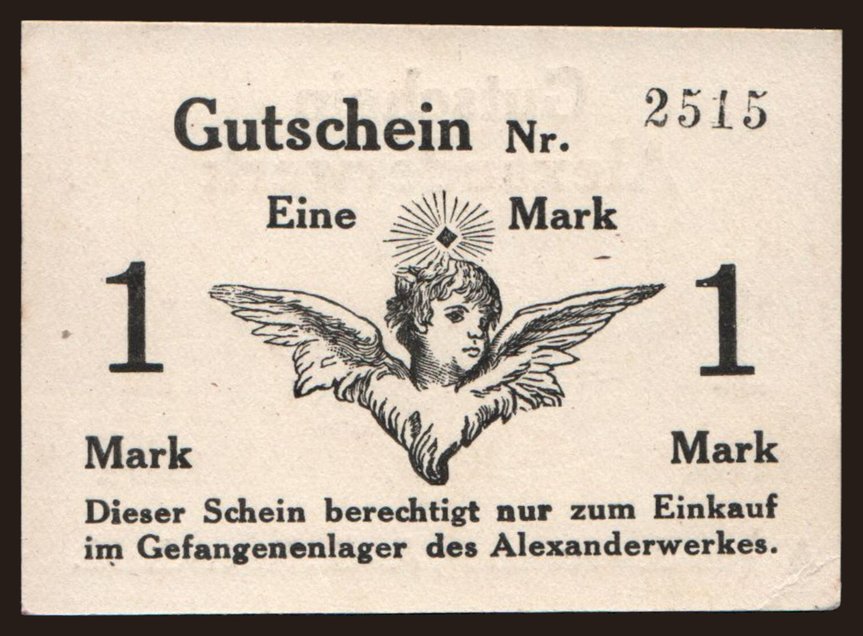 Gutschein Nr. 2515
Eine Mark
1 1
Mark Mark
Dieser Schein berechtigt nur zum Einkauf
im Gefangenenlager des Alexanderwerkes.